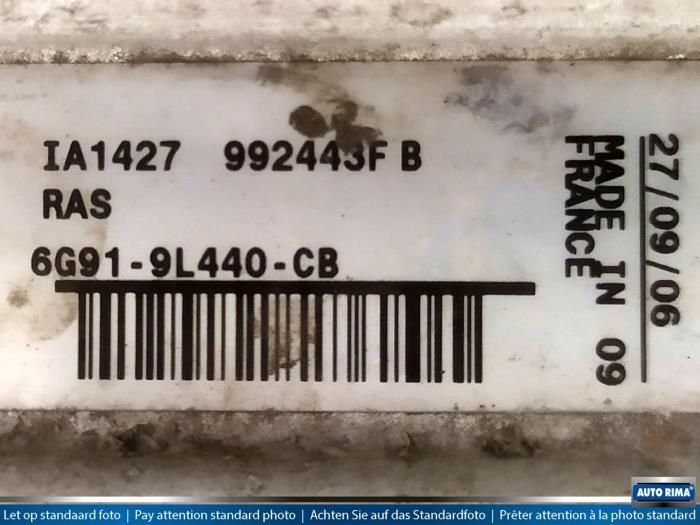 IA1427 992443F B
RAS
6G91-9L440-CB
MADE IN 09
FRANCE
27/09/06
AUTO RIMA
Let op standaard foto | Pay attention standard photo | Achten Sie auf das Standardfoto | Prêter attention à la photo standard